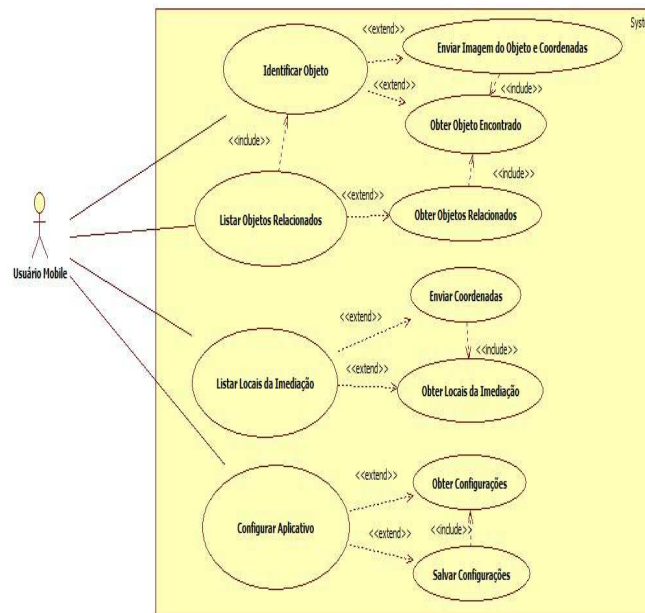 Syst
<<extend>>
Enviar Imagem do Objeto e Coordenadas
Identificar Objeto
<<extend>>
<<include>>
Obter Objeto Encontrado
<<include>>
<<include>>
Listar Objetos Relacionados
<<extend>>
Obter Objetos Relacionados
Usuário Mobile
Enviar Coordenadas
<<extend>>
<<include>>
<<extend>>
Listar Locais da Imediação
Obter Locais da Imediação
<<extend>>
Obter Configurações
Configurar Aplicativo
<<include>>
<<extend>>
Salvar Configurações